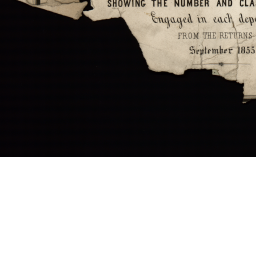 SHOWING THE NUMBER AND CLA
Engaged in each dep
FROM THE RETURNS
September 1855